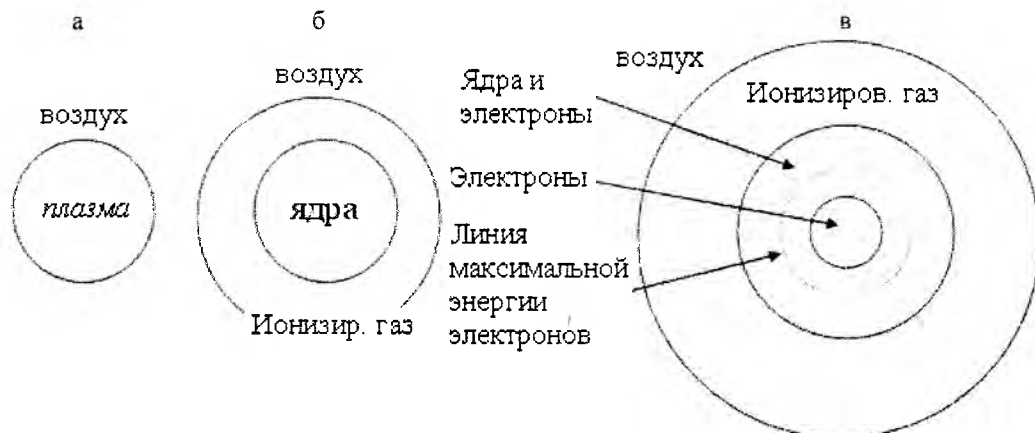 а
воздух
плазма
б
воздух
ядра
Ионизир. газ
в
воздух
Ионизиров. газ
Ядра и
электроны
Электроны
Линия
максимальной
энергии
электронов